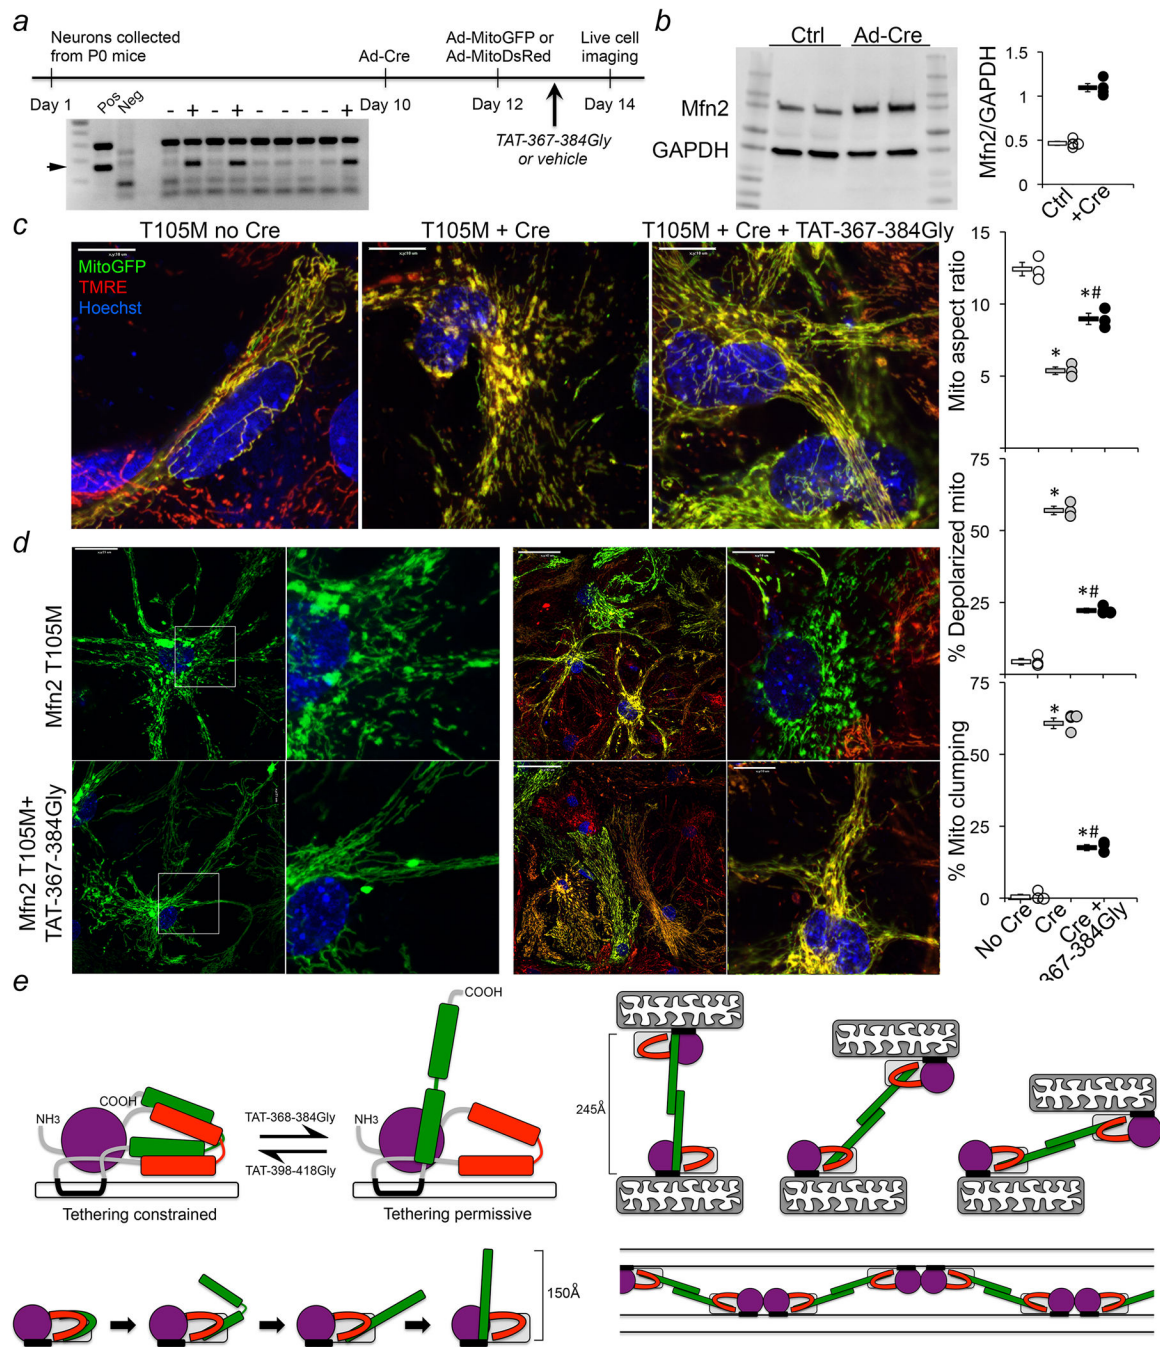 a
Neurons collected
from P0 mice
Ad-Cre
Ad-MitoGFP or
Ad-MitoDsRed
Live cell
imaging
Day 1
Day 10
Day 12
Day 14
Pos
Neg
- + - + - - - - +
TAT-367-384Gly
or vehicle
b
Ctrl
Ad-Cre
Mfn2
GAPDH
Mfn2/GAPDH
1.5
1
0.5
0
Ctrl
+Cre
c
T105M no Cre
T105M + Cre
T105M + Cre + TAT-367-384Gly
MitoGFP
TMRE
Hoechst
Mito aspect ratio
15
10
5
*
*#
% Depolarized mito
75
50
25
*
*#
% Mito clumping
75
50
25
0
*
*#
No Cre
Cre
Cre +
367-384Gly
d
Mfn2 T105M
Mfn2 T105M+
TAT-367-384Gly
e
COOH
NH3
TAT-368-384Gly
TAT-398-418Gly
COOH
NH3
Tethering constrained
Tethering permissive
245Å
150Å